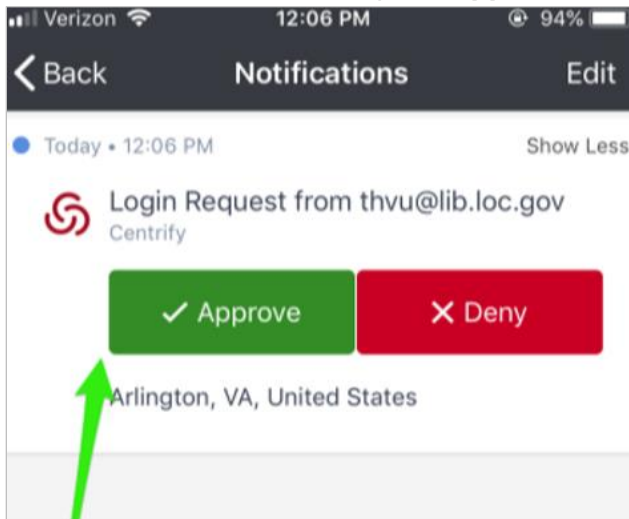 Verizon 12:06 PM 94%
Back Notifications Edit
Today • 12:06 PM Show Less
Login Request from thvu@lib.loc.gov
Centrify
Approve Deny
Arlington, VA, United States